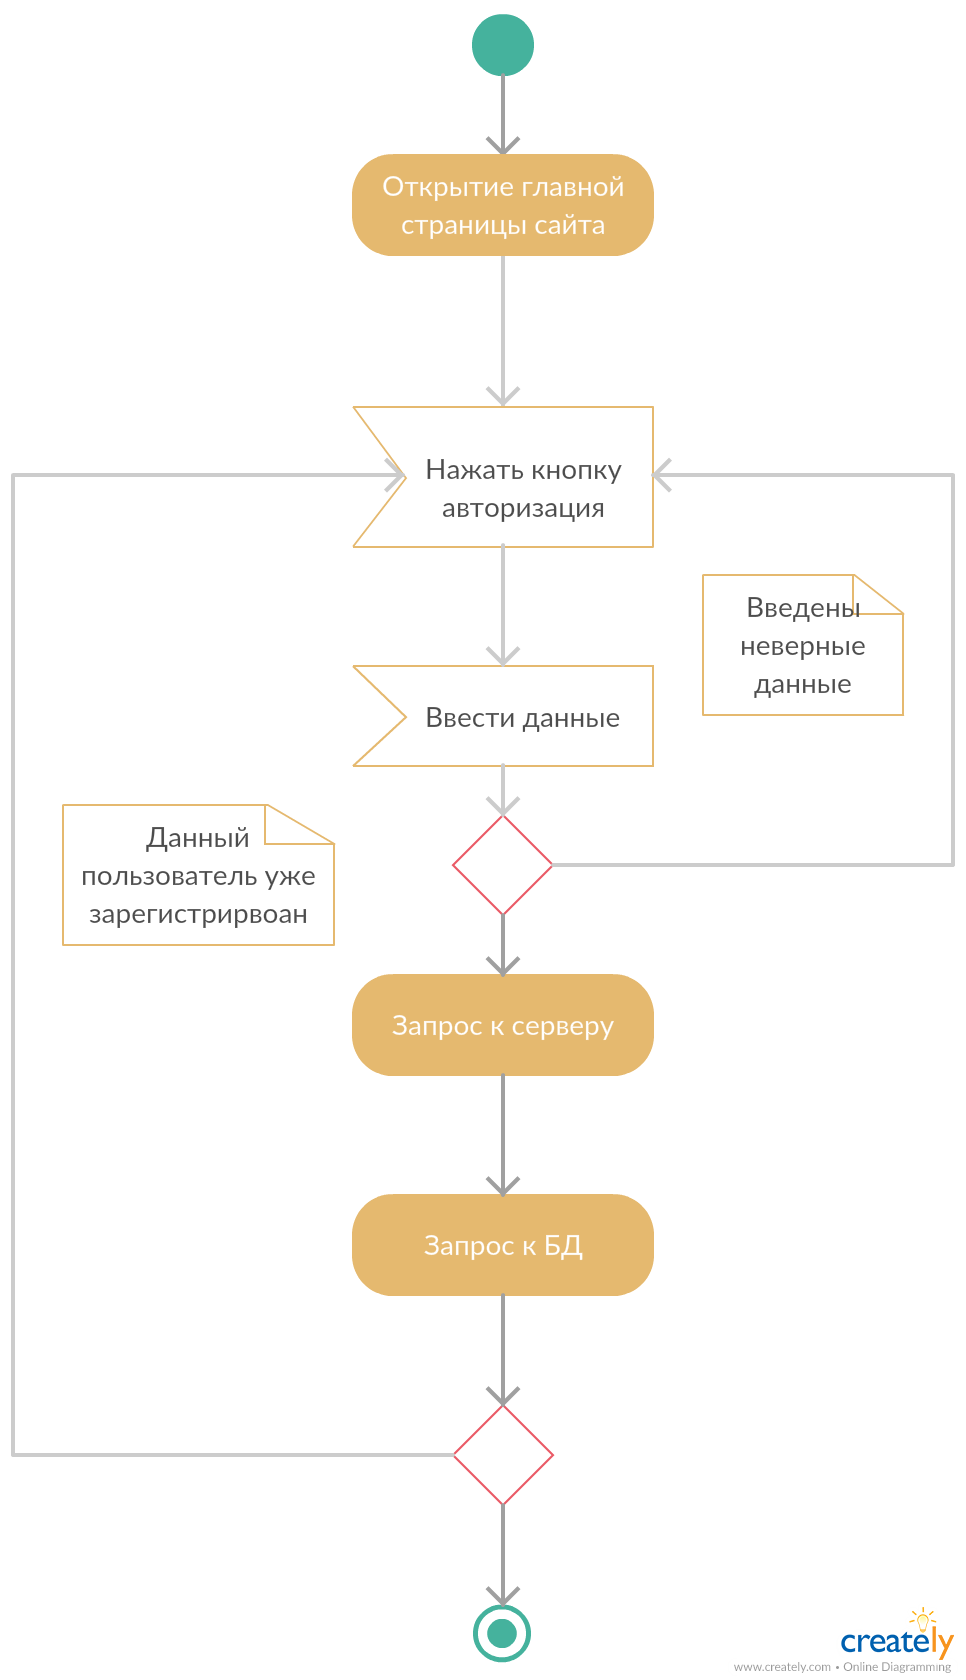 Открытие главной
страницы сайта
Нажать кнопку
авторизация
Введены
неверные
данные
Ввести данные
Данный
пользователь уже
зарегистрирвоан
Запрос к серверу
Запрос к БД
creately
www.creately.com • Online Diagramming